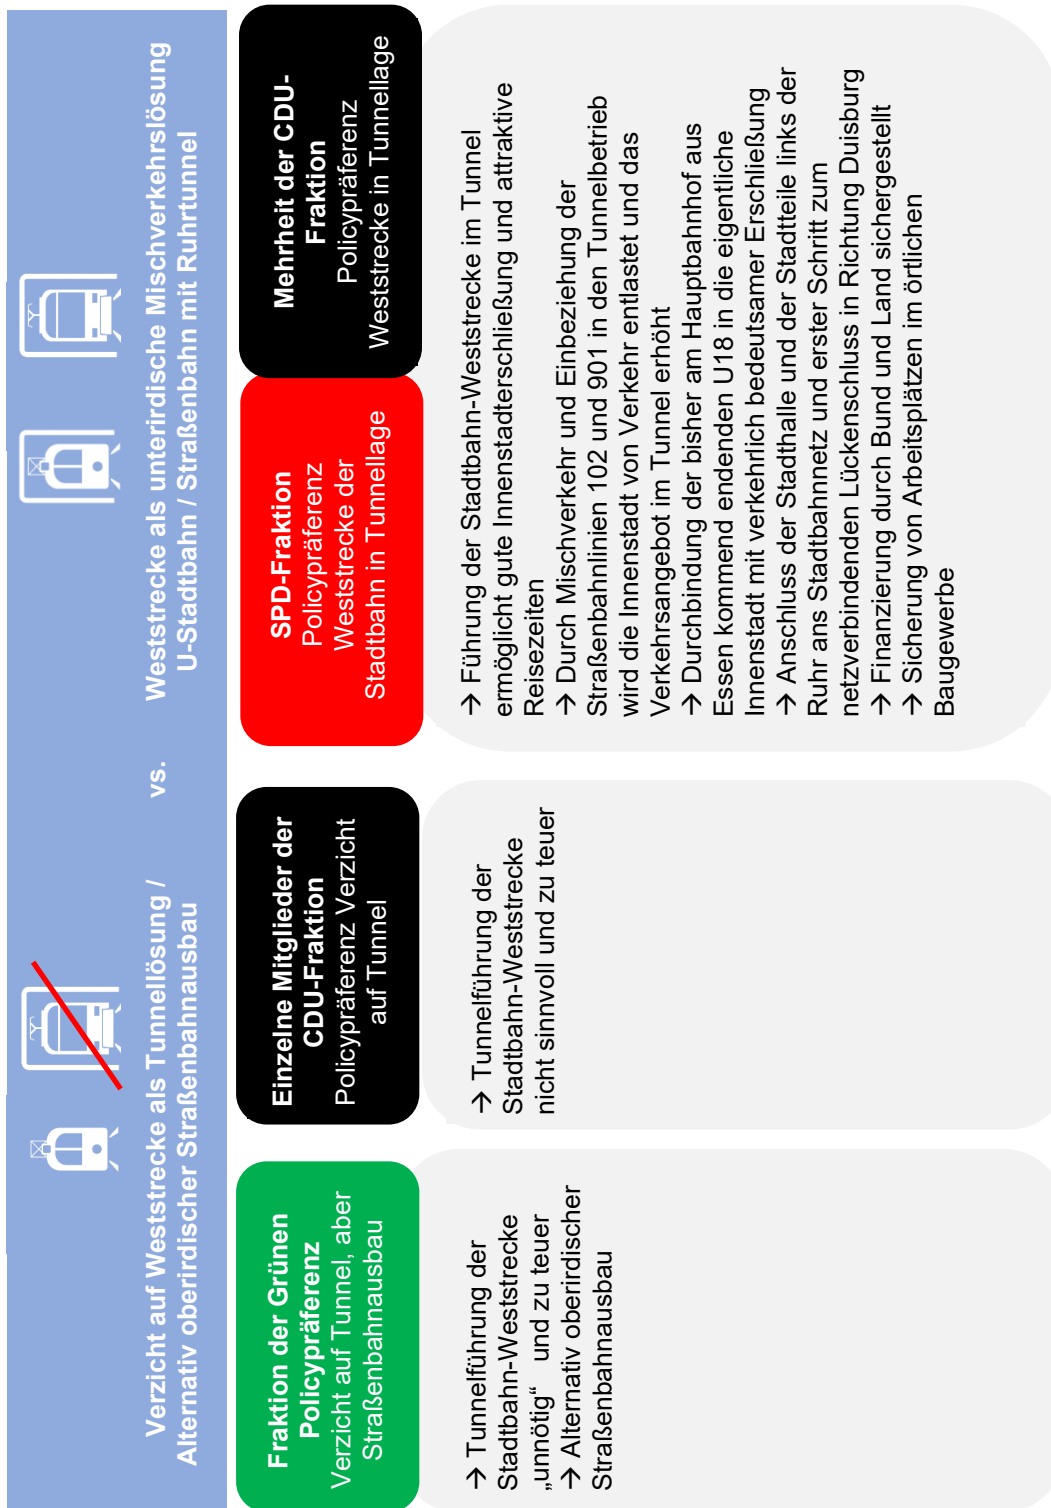 Verzicht auf Weststrecke als Tunnellösung /
Alternativ oberirdischer Straßenbahnausbau
vs.
Weststrecke als unterirdische Mischverkehrslösung
U-Stadtbahn / Straßenbahn mit Ruhrtunnel
Fraktion der Grünen
Policypräferenz
Verzicht auf Tunnel, aber
Straßenbahnausbau
→ Tunnelführung der
Stadtbahn-Weststrecke
„unnötig“ und zu teuer
→ Alternativ oberirdischer
Straßenbahnausbau
Einzelne Mitglieder der
CDU-Fraktion
Policypräferenz Verzicht
auf Tunnel
→ Tunnelführung der
Stadtbahn-Weststrecke
nicht sinnvoll und zu teuer
SPD-Fraktion
Policypräferenz
Weststrecke der
Stadtbahn in Tunnellage
Mehrheit der CDU-
Fraktion
Policypräferenz
Weststrecke in Tunnellage
→ Führung der Stadtbahn-Weststrecke im Tunnel
ermöglicht gute Innenstadterschließung und attraktive
Reisezeiten
→ Durch Mischverkehr und Einbeziehung der
Straßenbahnlinien 102 und 901 in den Tunnelbetrieb
wird die Innenstadt von Verkehr entlastet und das
Verkehrsangebot im Tunnel erhöht
→ Durchbindung der bisher am Hauptbahnhof aus
Essen kommend endenden U18 in die eigentliche
Innenstadt mit verkehrlich bedeutsamer Erschließung
→ Anschluss der Stadthalle und der Stadtteile links der
Ruhr ans Stadtbahnnetz und erster Schritt zum
netzverbindenden Lückenschluss in Richtung Duisburg
→ Finanzierung durch Bund und Land sichergestellt
→ Sicherung von Arbeitsplätzen im örtlichen
Baugewerbe